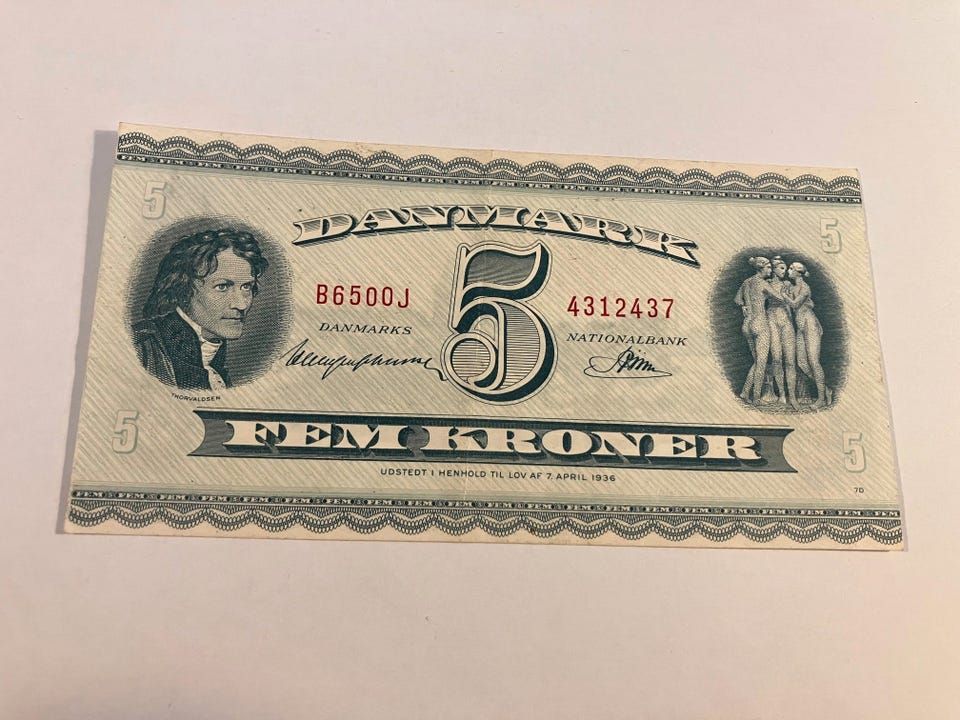 5
DANMARK
5
B6500J
5
4312437
DANMARKS
NATIONALBANK
THORVALDSEN
5
FEM KRONER
5
UDSTEDT I HENHOLD TIL LOV AF 7. APRIL 1936
7D